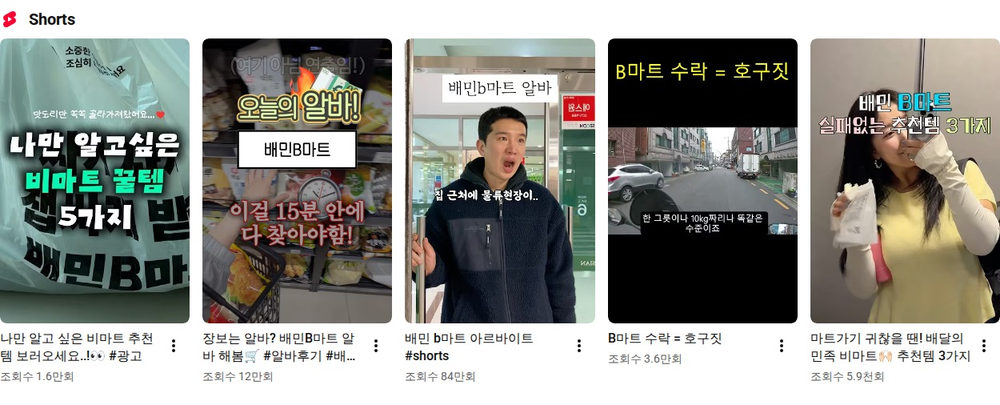 Shorts
소중한
조심히
맛도리만 쏙쏙 골라가져왔어요...❤️
나만 알고싶은
비마트 꿀템
5가지
배민B마
(여기 아님 연출임!)
오늘의 알바!
배민B마트
이걸 15분 안에
다 찾아야함!
배민b마트 알바
집 근처에 물류현장이..
B마트 수락 = 호구짓
한 그릇이나 10kg짜리나 똑같은
수준이죠
배민 B마트
실패없는 추천템 3가지
나만 알고 싶은 비마트 추천
템 보러오세요..!👀 #광고
조회수 1.6만회
장보는 알바? 배민B마트 알
바 해봄🛒 #알바후기 #배…
조회수 12만회
배민 b마트 아르바이트
#shorts
조회수 84만회
B마트 수락 = 호구짓
조회수 3.6만회
마트가기 귀찮을 땐! 배달의
민족 비마트🙌🏻 추천템 3가지
조회수 5.9천회